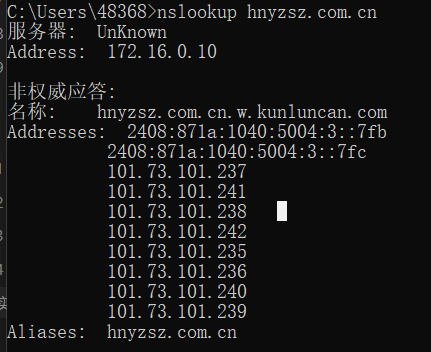 C:\Users\48368>nslookup hnyzsz.com.cn
服务器:  UnKnown
Address:  172.16.0.10
非权威应答:
名称:    hnyzsz.com.cn.w.kunluncan.com
Addresses:  2408:871a:1040:5004:3::7fb
2408:871a:1040:5004:3::7fc
101.73.101.237
101.73.101.241
101.73.101.238
101.73.101.242
101.73.101.235
101.73.101.236
101.73.101.240
101.73.101.239
Aliases:  hnyzsz.com.cn